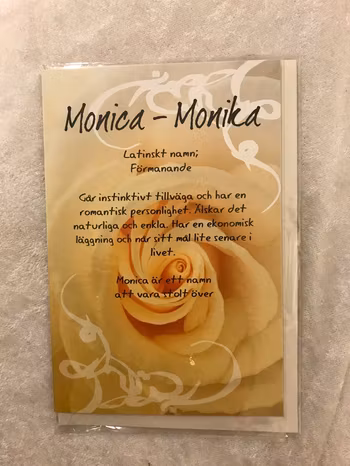 Monica - Monika
Latinskt namn;
Förmanande
Går instinktivt tillväga och har en
romantisk personlighet. Älskar det
naturliga och enkla. Har en ekonomisk
läggning och når sitt mål lite senare i
livet.
Monica är ett namn
att vara stolt över